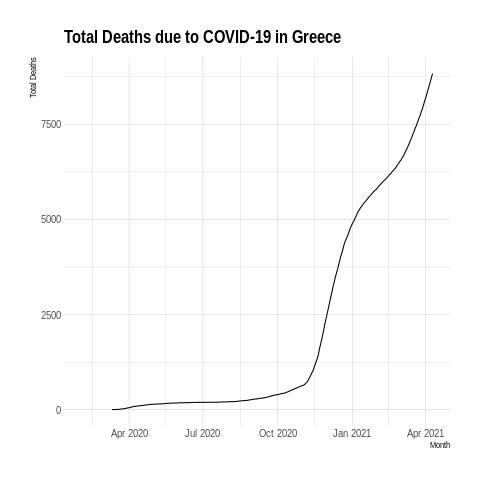 Total Deaths due to COVID-19 in Greece
Total Deaths
7500
5000
2500
0
Apr 2020 Jul 2020 Oct 2020 Jan 2021 Apr 2021
Month